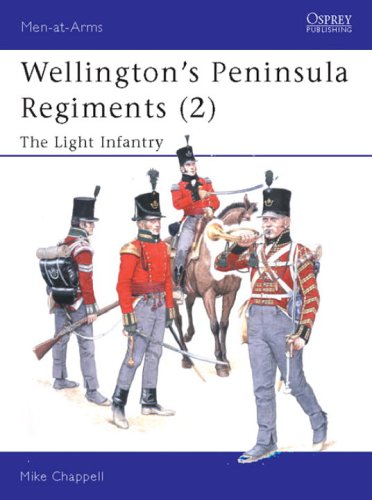 Men-at-Arms
OSPREY
PUBLISHING
Wellington's Peninsula
Regiments (2)
The Light Infantry
Mike Chappell